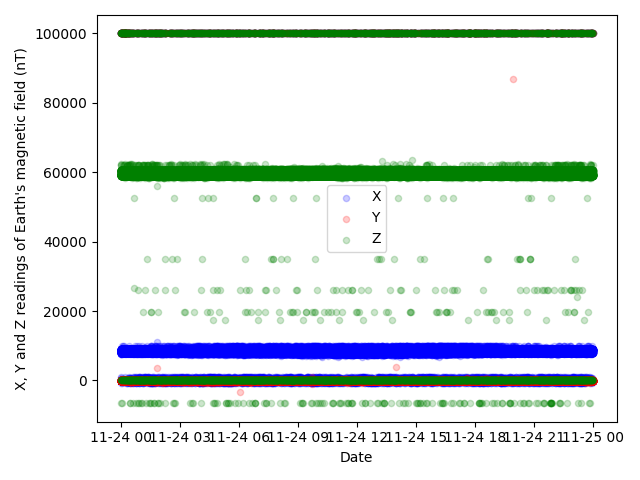 X, Y and Z readings of Earth's magnetic field (nT)
100000
80000
60000
40000
20000
0
X
Y
Z
11-24 00 11-24 03 11-24 06 11-24 09 11-24 12 11-24 15 11-24 18 11-24 21 11-25 00
Date